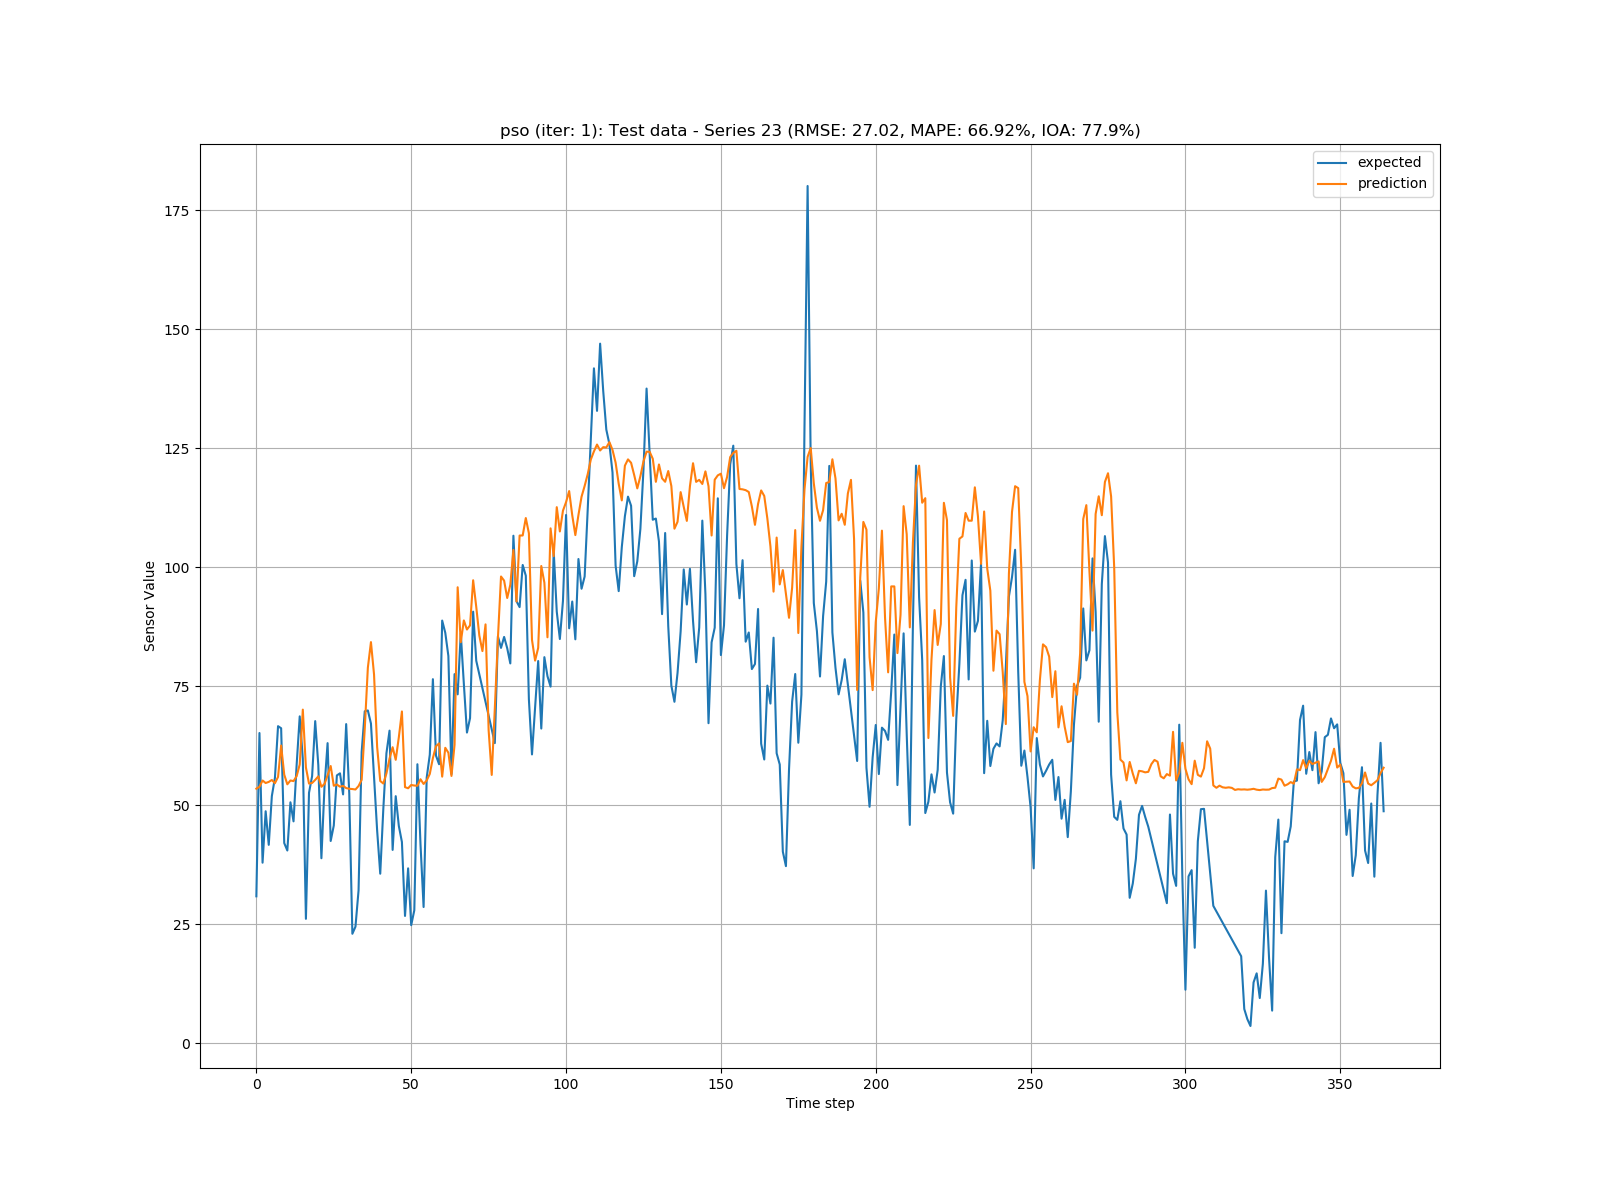 pso (iter: 1): Test data - Series 23 (RMSE: 27.02, MAPE: 66.92%, IOA: 77.9%)
expected
prediction
175
150
125
100
75
50
25
0
Sensor Value
0 50 100 150 200 250 300 350
Time step